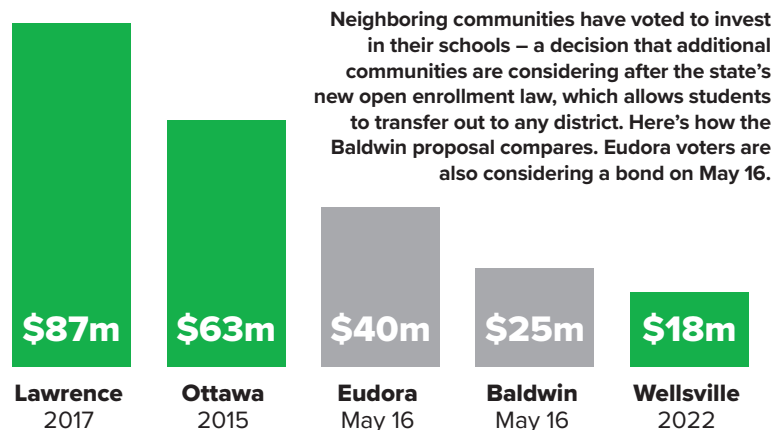 Neighboring communities have voted to invest
in their schools – a decision that additional
communities are considering after the state’s
new open enrollment law, which allows students
to transfer out to any district. Here’s how the
Baldwin proposal compares. Eudora voters are
also considering a bond on May 16.
$87m $63m $40m $25m $18m
Lawrence Ottawa Eudora Baldwin Wellsville
2017 2015 May 16 May 16 2022